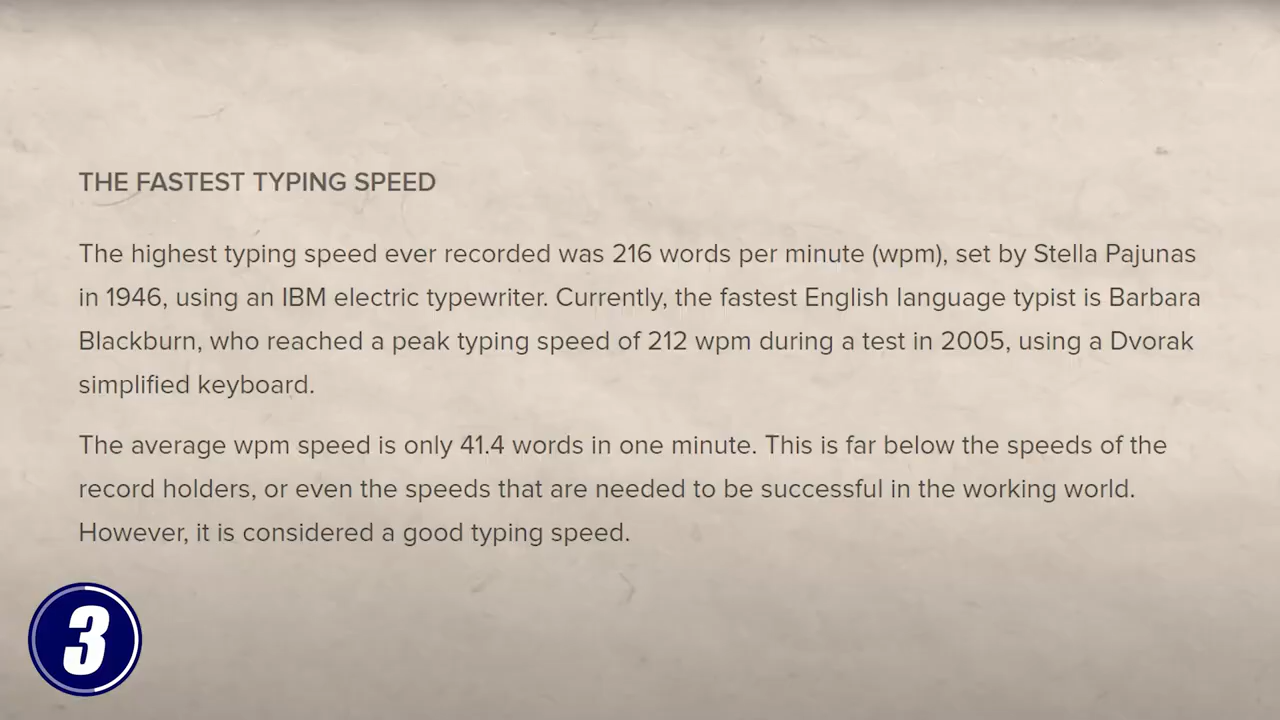 THE FASTEST TYPING SPEED
The highest typing speed ever recorded was 216 words per minute (wpm), set by Stella Pajunas
in 1946, using an IBM electric typewriter. Currently, the fastest English language typist is Barbara
Blackburn, who reached a peak typing speed of 212 wpm during a test in 2005, using a Dvorak
simplified keyboard.
The average wpm speed is only 41.4 words in one minute. This is far below the speeds of the
record holders, or even the speeds that are needed to be successful in the working world.
However, it is considered a good typing speed.
3